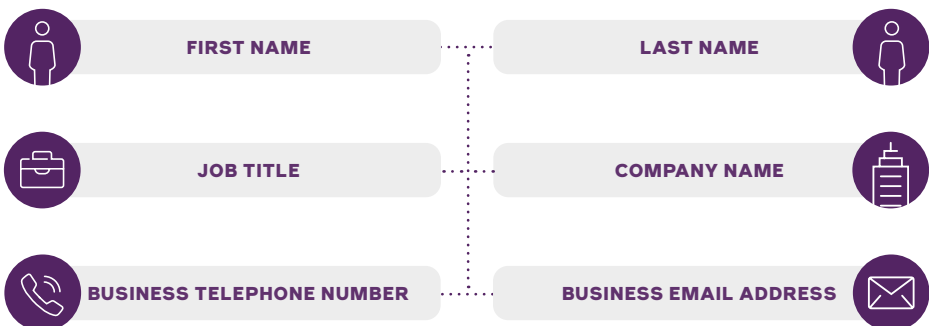 FIRST NAME
LAST NAME
JOB TITLE
COMPANY NAME
BUSINESS TELEPHONE NUMBER
BUSINESS EMAIL ADDRESS